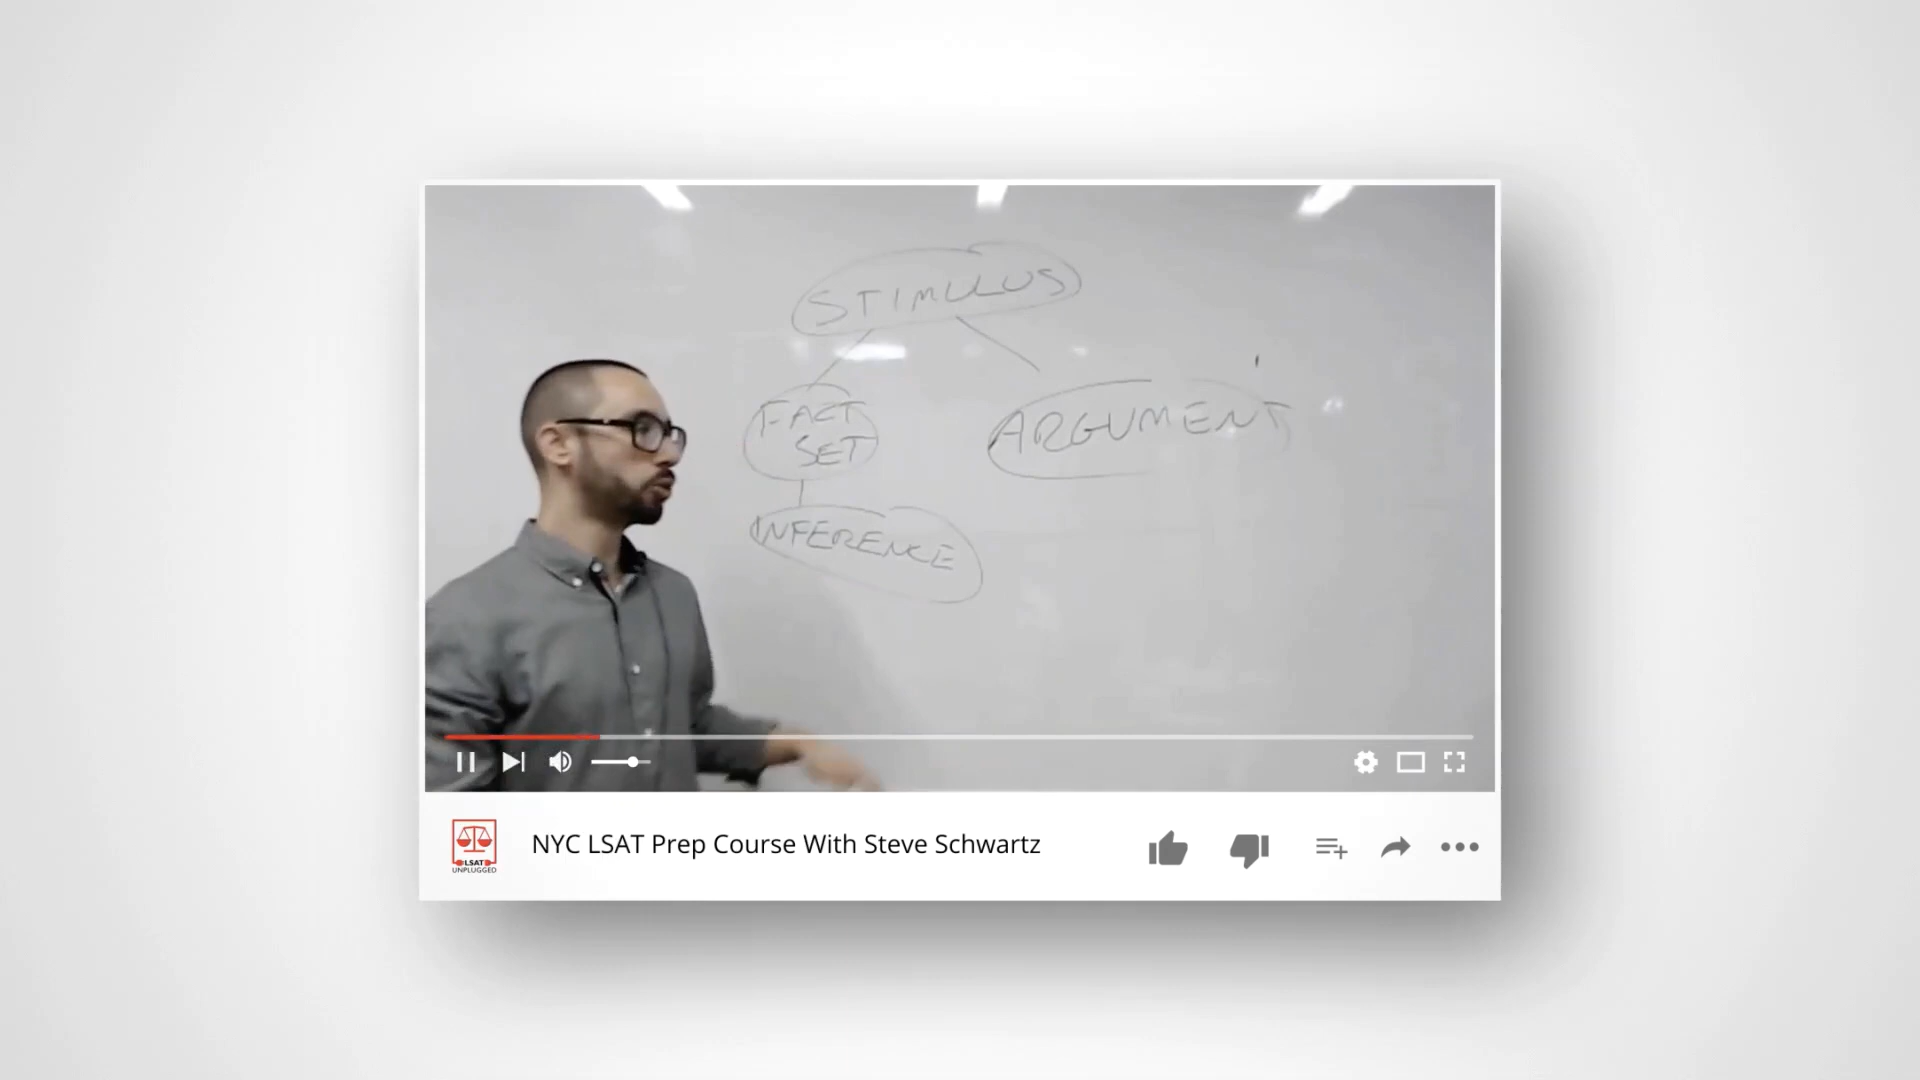 STIMULUS
FACT
SET
ARGUMENT
INFERENCE
NYC LSAT Prep Course With Steve Schwartz
LSAT
UNPLUGGED